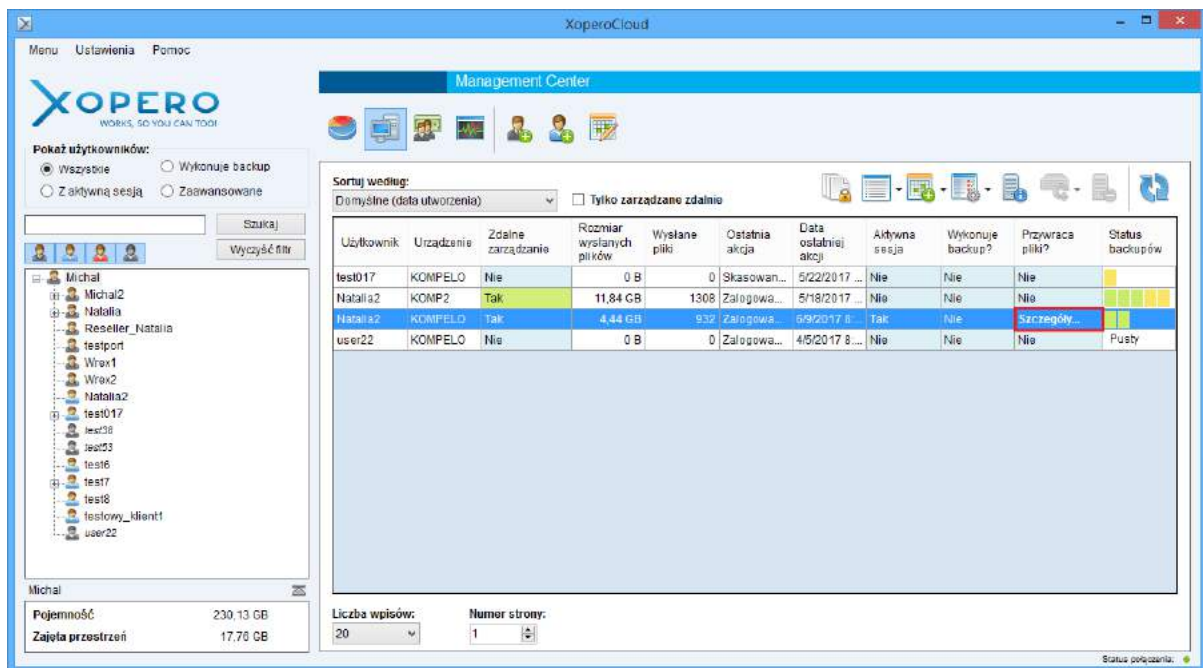 XoperoCloud
Menu Ustawienia Pomoc
XOPERO
WORKS, SO YOU CAN TOO!
Management Center
Pokaż użytkowników:
Wszystkie Wykonuje backup
Z aktywną sesją Zaawansowane
Szukaj
Wyczyść filtr
Michal
Michal2
Natalia
Reseller_Natalia
testport
Wrex1
Wrex2
Natalia2
test017
test38
test53
test6
test7
test8
testowy_klient1
user22
Michal
Pojemność 230,13 GB
Zajęta przestrzeń 17,76 GB
Sortuj według:
Domyślne (data utworzenia) Tylko zarządzane zdalnie
Użytkownik Urządzenie Zdalne zarządzanie Rozmiar wysłanych plików Wysłane pliki Ostatnia akcja Data ostatniej akcji Aktywna sesja Wykonuje backup? Przywraca pliki? Status backupów
test017 KOMPELO Nie 0 B 0 Skasowan... 5/22/2017 ... Nie Nie Nie
Natalia2 KOMP2 Tak 11,84 GB 1308 Zalogowa... 5/18/2017 ... Nie Nie Nie
Natalia2 KOMPELO Tak 4,44 GB 932 Zalogowa... 6/9/2017 8:... Tak Nie Szczegóły...
user22 KOMPELO Nie 0 B 0 Zalogowa... 4/5/2017 8:... Nie Nie Nie Pusty
Liczba wpisów: Numer strony:
20 1
Status połączenia: